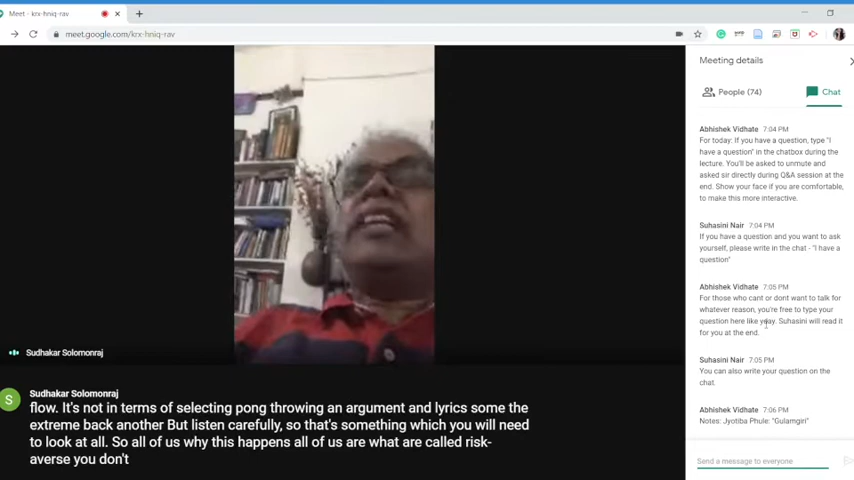 Meet - krx-hniq-rav
meet.google.com/krx-hniq-rav
Meeting details
People (74)
Chat
Abhishek Vidhate 7:04 PM
For today: If you have a question, type "I
have a question" in the chatbox during the
lecture. You'll be asked to unmute and
asked sir directly during Q&A session at the
end. Show your face if you are comfortable,
to make this more interactive.
Suhasini Nair 7:04 PM
If you have a question and you want to ask
yourself, please write in the chat - "I have a
question"
Abhishek Vidhate 7:05 PM
For those who cant or dont want to talk for
whatever reason, you're free to type your
question here like yay. Suhasini will read it
for you at the end.
Suhasini Nair 7:05 PM
You can also write your question on the
chat.
Abhishek Vidhate 7:06 PM
Notes: Jyotiba Phule: "Gulamgiri"
Send a message to everyone
Sudhakar Solomonraj
S
Sudhakar Solomonraj
flow. It's not in terms of selecting pong throwing an argument and lyrics some the
extreme back another But listen carefully, so that's something which you will need
to look at all. So all of us why this happens all of us are what are called risk-
averse you don't